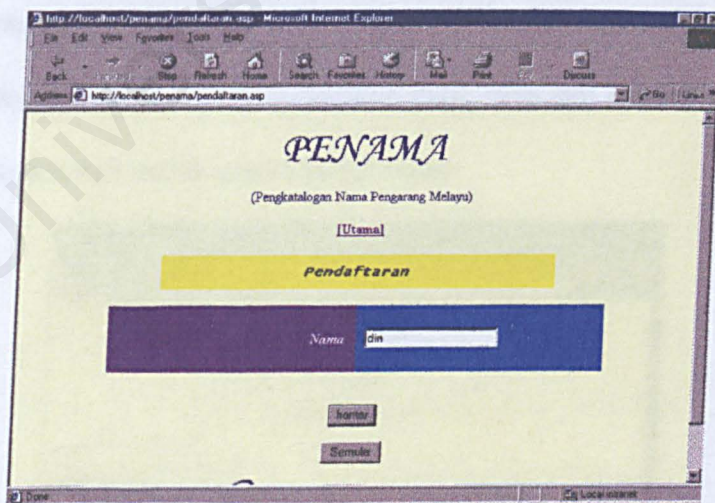 http://localhost/penama/pendaftaran.asp - Microsoft Internet Explorer
File Edit View Favorites Tools Help
Back Stop Refresh Home Search Favorites History Mail Print Discuss
Address http://localhost/penama/pendaftaran.asp Go Links
PENAMA
(Pengkatalogan Nama Pengarang Melayu)
[Utama]
Pendaftaran
Nama din
hantar
Semula
Done Local intranet